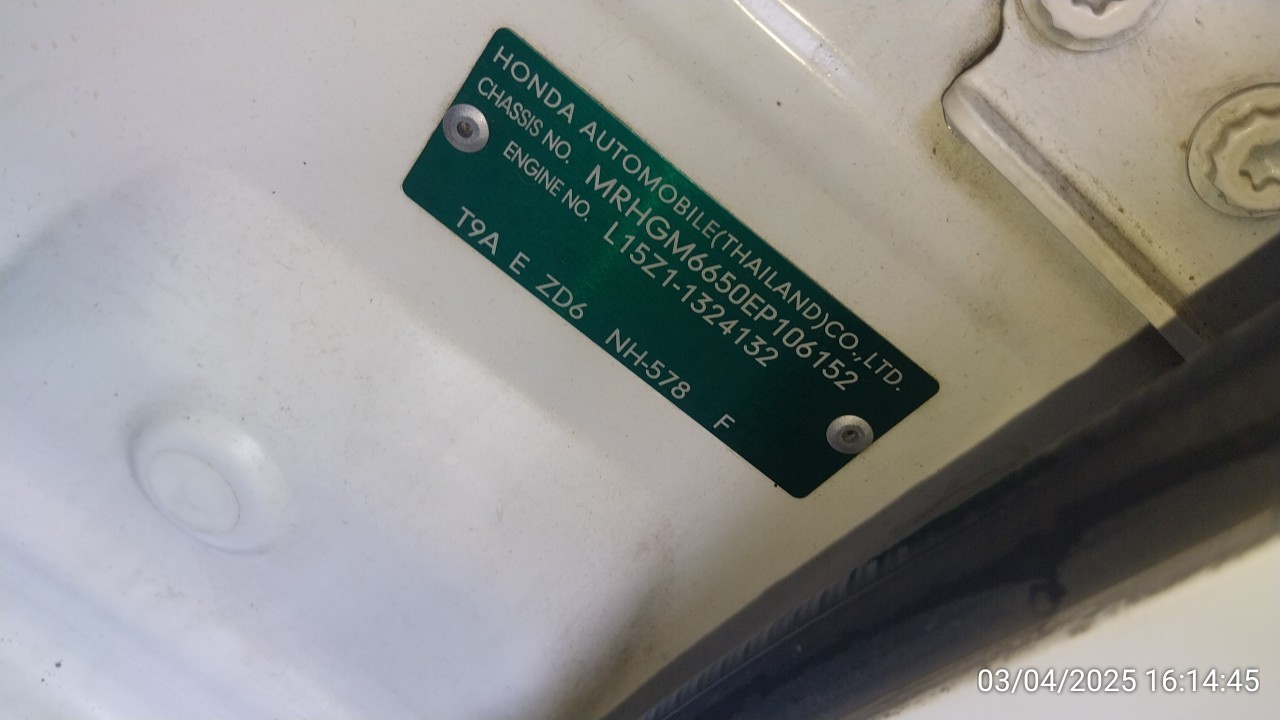 HONDA AUTOMOBILE(THAILAND)CO.,LTD.
CHASSIS NO. MRHGM6650EP106152
ENGINE NO. L15Z1-1324132
T9A E ZD6 NH-578 F
03/04/2025 16:14:45